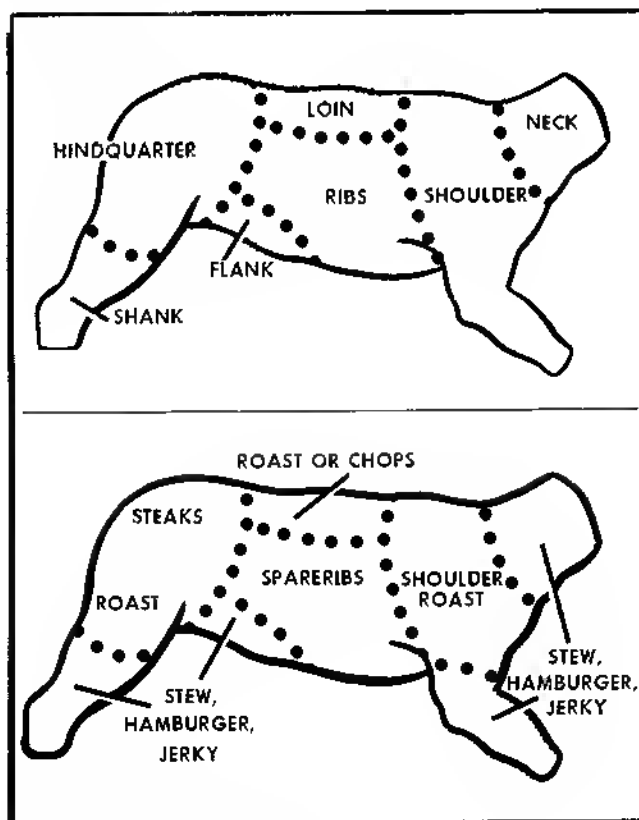 LOIN
NECK
HINDQUARTER
RIBS
SHOULDER
FLANK
SHANK
ROAST OR CHOPS
STEAKS
SPARERIBS
SHOULDER
ROAST
ROAST
STEW,
HAMBURGER,
JERKY
STEW,
HAMBURGER,
JERKY